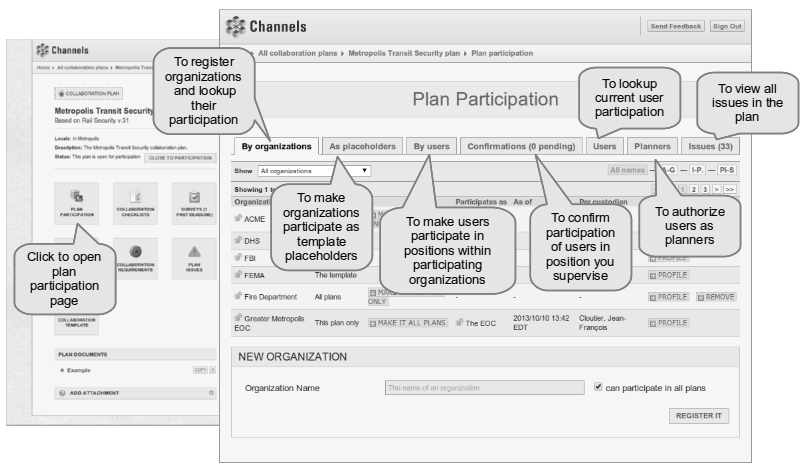 Channels
Send Feedback
Sign Out
All collaboration plans › Metropolis Transit Security plan › Plan participation
Plan Participation
By organizations
As placeholders
By users
Confirmations (0 pending)
Users
Planners
Issues (33)
Show All organizations
All names — A-G — I-P. — PI-S
Showing 1 to
1 2 3 > >>
Participates as
As of
Per custodian
ACME
DHS
FBI
PROFILE
FEMA
The template
PROFILE
Fire Department
All plans
ONLY
-
PROFILE
REMOVE
Greater Metropolis
EOC
This plan only
MAKE IT ALL PLANS
The EOC
2013/10/10 13:42
EDT
Cloutier, Jean-
François
PROFILE
NEW ORGANIZATION
Organization Name
The name of an organization
can participate in all plans
REGISTER IT
To register
organizations
and lookup
their
participation
To lookup
current user
participation
To view all
issues in the
plan
To make
organizations
participate as
template
placeholders
To make users
participate in
positions within
participating
organizations
To confirm
participation
of users in
position you
supervise
To authorize
users as
planners
Channels
Home › All collaboration plans › Metropolis Tran
COLLABORATION PLAN
Metropolis Transit Security
Based on Rail Security v.31
Locale: In Metropolis
Description: The Metropolis Transit Security collaboration plan.
Status: This plan is open for participation
CLOSE TO PARTICIPATION
PLAN
PARTICIPATION
COLLABORATION
CHECKLISTS
SURVEYS (1
PAST DEADLINE)
COLLABORATION
REQUIREMENTS
PLAN
ISSUES
Click to open
plan
participation
page
COLLABORATION
TEMPLATE
PLAN DOCUMENTS
Example
COPY
ADD ATTACHMENT